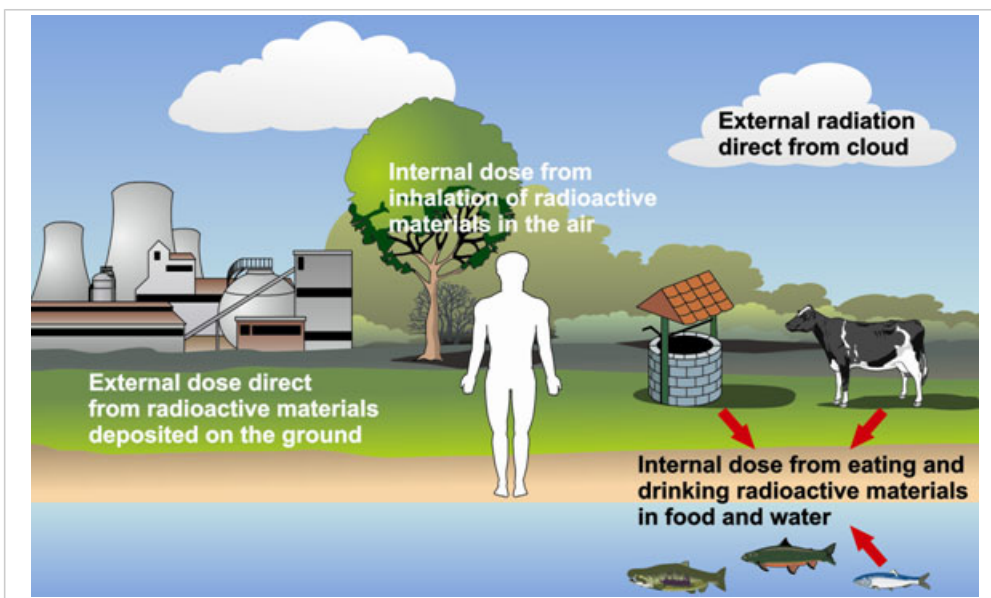 External radiation
direct from cloud
Internal dose from
inhalation of radioactive
materials in the air
External dose direct
from radioactive materials
deposited on the ground
Internal dose from eating and
drinking radioactive materials
in food and water